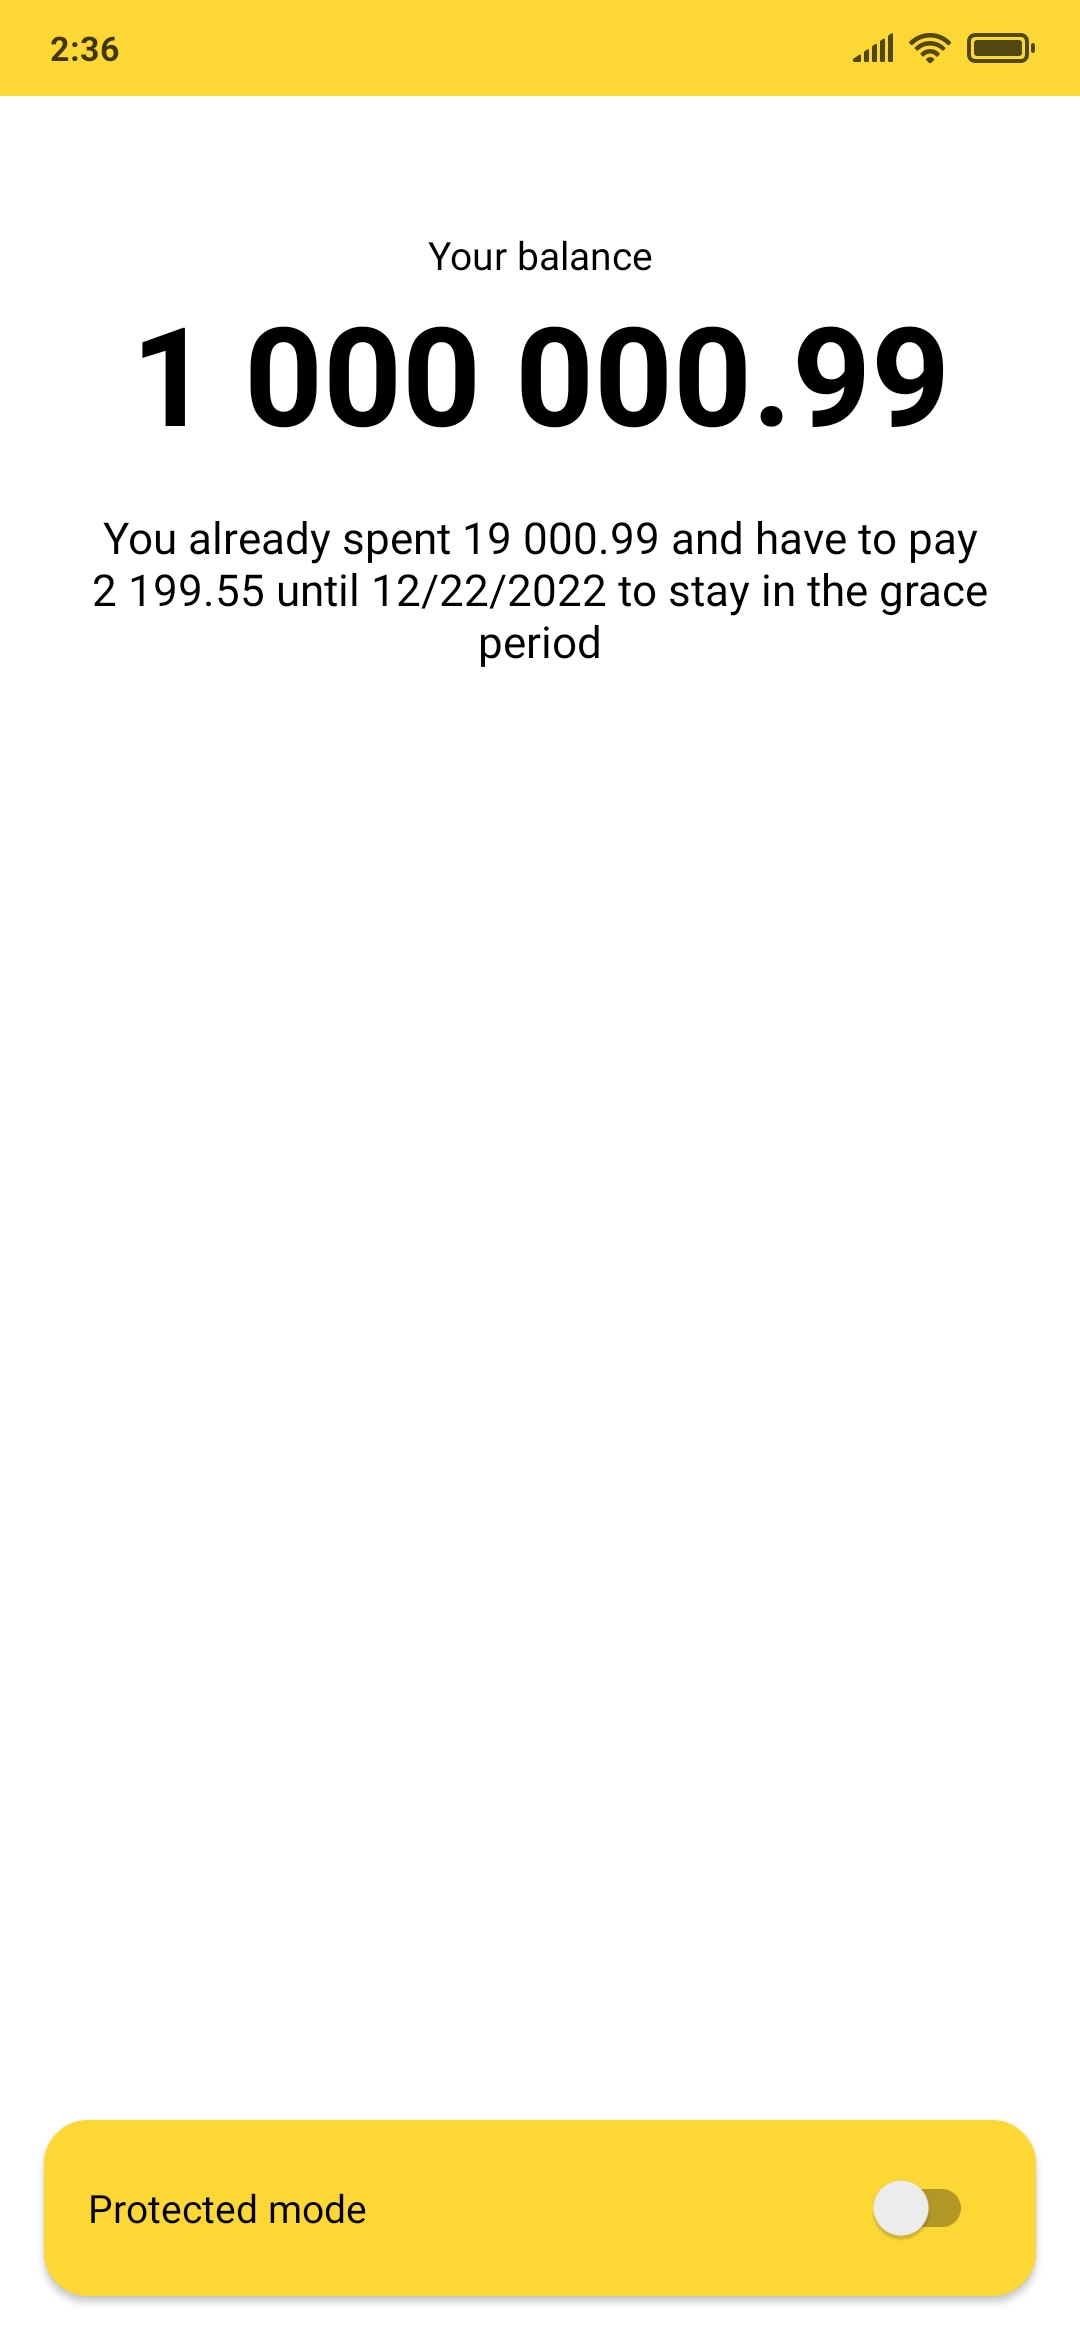 2:36
Your balance
1 000 000.99
You already spent 19 000.99 and have to pay
2 199.55 until 12/22/2022 to stay in the grace
period
Protected mode